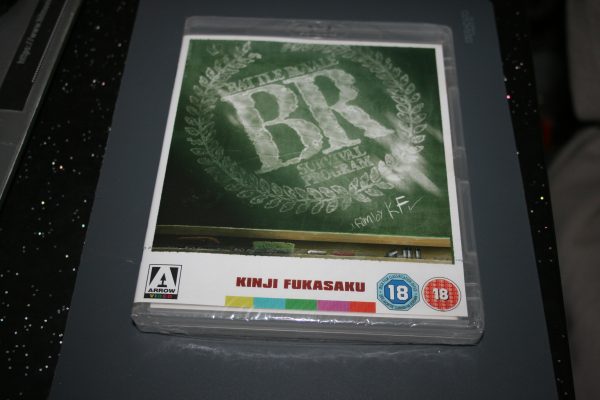 BATTLE ROYALE
BR
SURVIVAL
PROGRAM
KF
KINJI FUKASAKU
ARROW
VIDEO
18
18